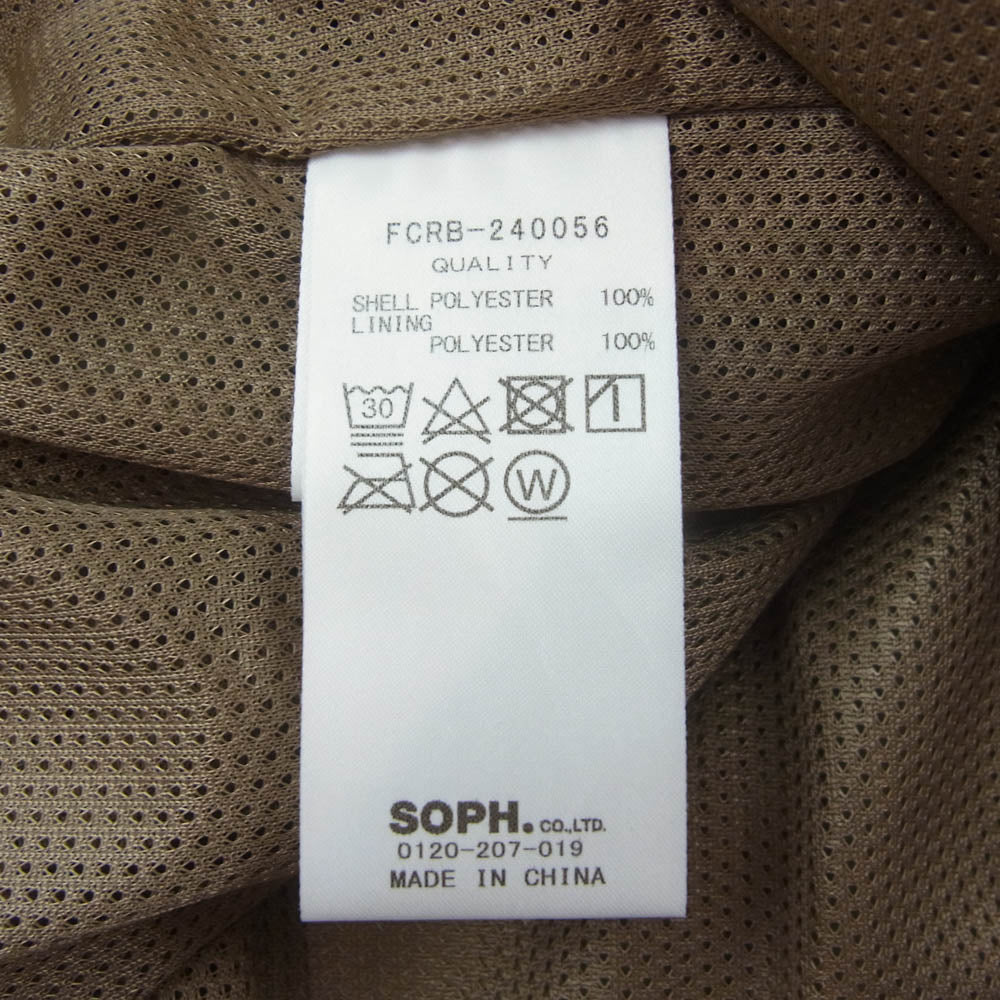 FCRB-240056
QUALITY
SHELL POLYESTER 100%
LINING
POLYESTER 100%
30
W
SOPH. CO.,LTD.
0120-207-019
MADE IN CHINA